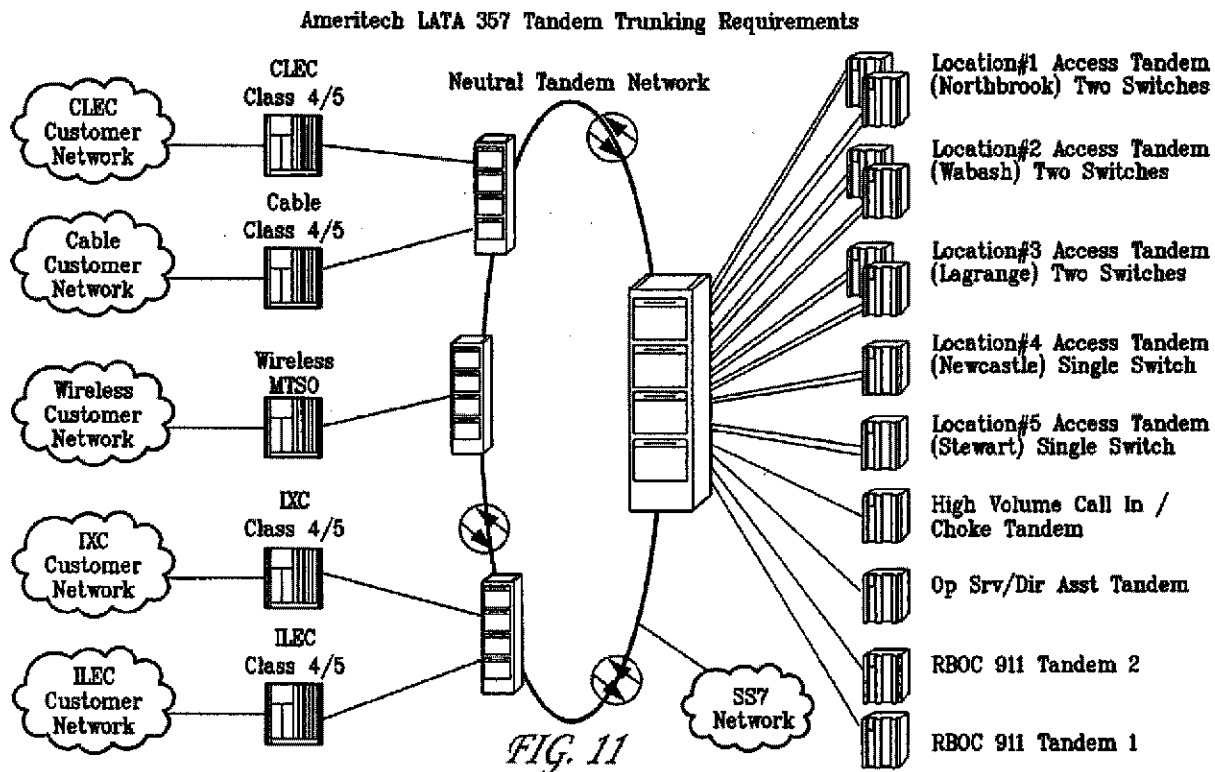 Ameritech LATA 357 Tandem Trunking Requirements
CLEC
Customer
Network
CLEC
Class 4/5
Cable
Customer
Network
Cable
Class 4/5
Wireless
Customer
Network
Wireless
MTSO
IXC
Customer
Network
IXC
Class 4/5
ILEC
Customer
Network
ILEC
Class 4/5
Neutral Tandem Network
SS7
Network
Location#1 Access Tandem
(Northbrook) Two Switches
Location#2 Access Tandem
(Wabash) Two Switches
Location#3 Access Tandem
(Lagrange) Two Switches
Location#4 Access Tandem
(Newcastle) Single Switch
Location#5 Access Tandem
(Stewart) Single Switch
High Volume Call In /
Choke Tandem
Op Srv/Dir Asst Tandem
RBOC 911 Tandem 2
RBOC 911 Tandem 1
FIG. 11